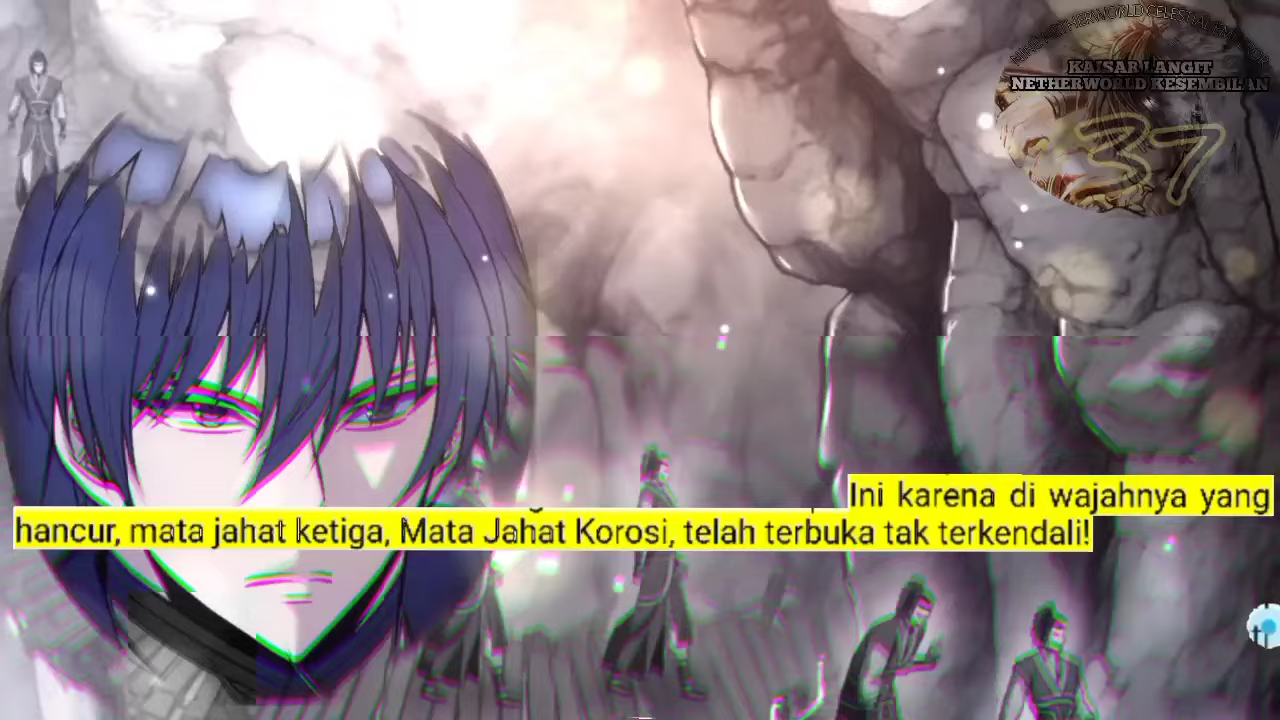 KAISAR LANGIT
NETHERWORLD KESEMBILAN
37
Ini karena di wajahnya yang
hancur, mata jahat ketiga, Mata Jahat Korosi, telah terbuka tak terkendali!